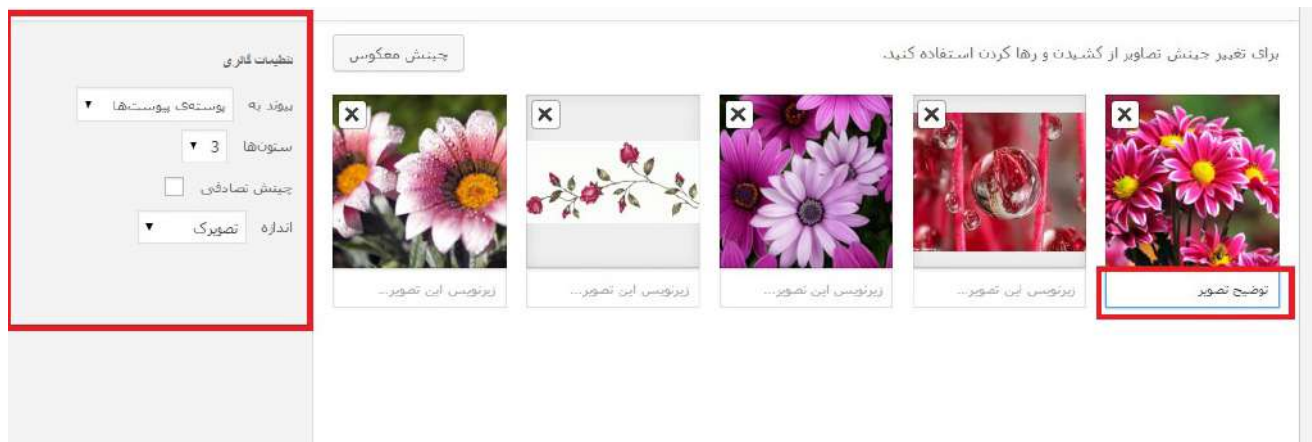 برای تغییر چینش تصاویر از کشیدن و رها کردن استفاده کنید.
چینش معکوس
توضیح تصویر
زیرنویس این تصویر...
زیرنویس این تصویر...
زیرنویس این تصویر...
زیرنویس این تصویر...
تنظیمات گالری
پیوند به پوسته‌ی پیوست‌ها
ستون‌ها 3
چینش تصادفی
اندازه تصویرک